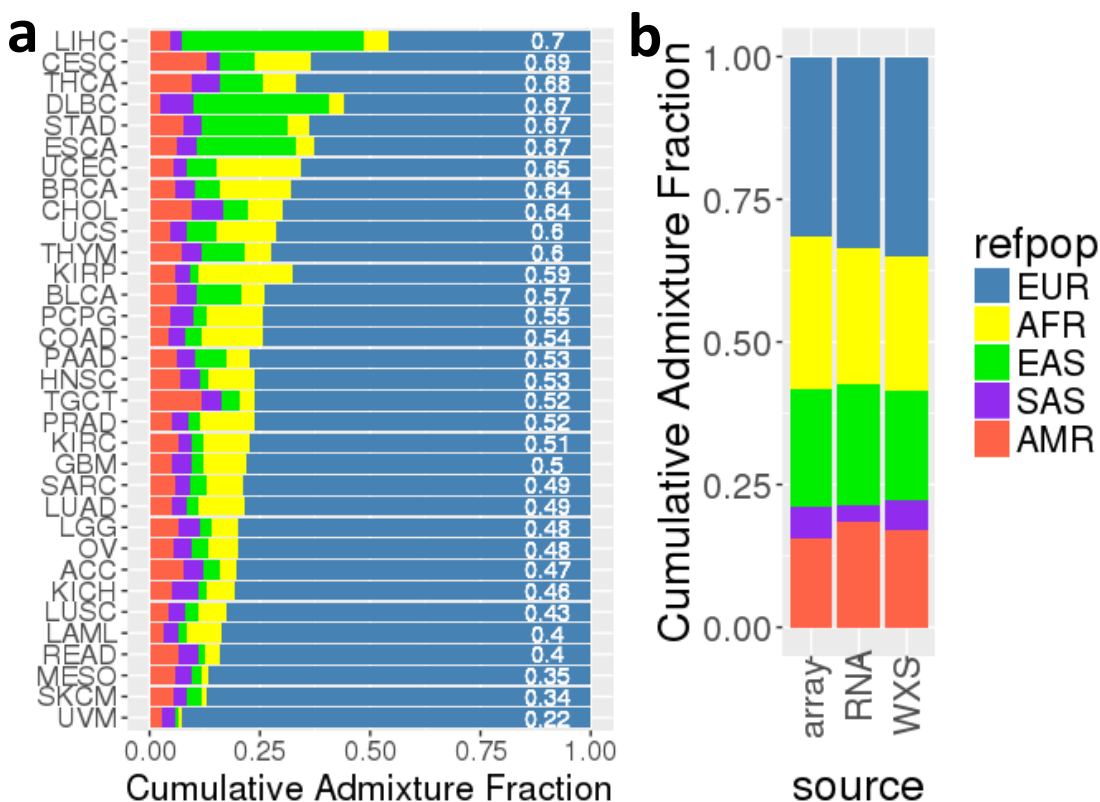 a
LIHC 0.7
CESC 0.69
THCA 0.68
DLBC 0.67
STAD 0.67
ESCA 0.67
UCEC 0.65
BRCA 0.64
CHOL 0.64
UCS 0.6
THYM 0.6
KIRP 0.59
BLCA 0.57
PCPG 0.55
COAD 0.54
PAAD 0.53
HNSC 0.53
TGCT 0.52
PRAD 0.52
KIRC 0.51
GBM 0.5
SARC 0.49
LUAD 0.49
LGG 0.48
OV 0.48
ACC 0.47
KICH 0.46
LUSC 0.43
LAML 0.4
READ 0.4
MESO 0.35
SKCM 0.34
UVM 0.22
0.00 0.25 0.50 0.75 1.00
Cumulative Admixture Fraction
b
Cumulative Admixture Fraction
1.00
0.75
0.50
0.25
0.00
array
RNA
WXS
source
refpop
EUR
AFR
EAS
SAS
AMR